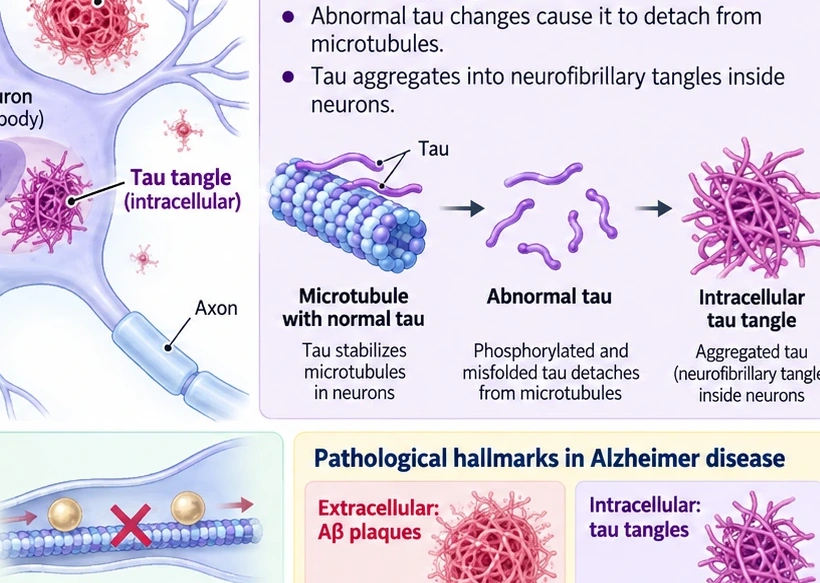 Abnormal tau changes cause it to detach from
microtubules.
Tau aggregates into neurofibrillary tangles inside
neurons.
body)
Tau tangle
(intracellular)
Axon
Tau
Microtubule
with normal tau
Tau stabilizes
microtubules
in neurons
Abnormal tau
Phosphorylated and
misfolded tau detaches
from microtubules
Intracellular
tau tangle
Aggregated tau
(neurofibrillary
inside neurons
Pathological hallmarks in Alzheimer disease
Extracellular:
Aβ plaques
Intracellular:
tau tangles